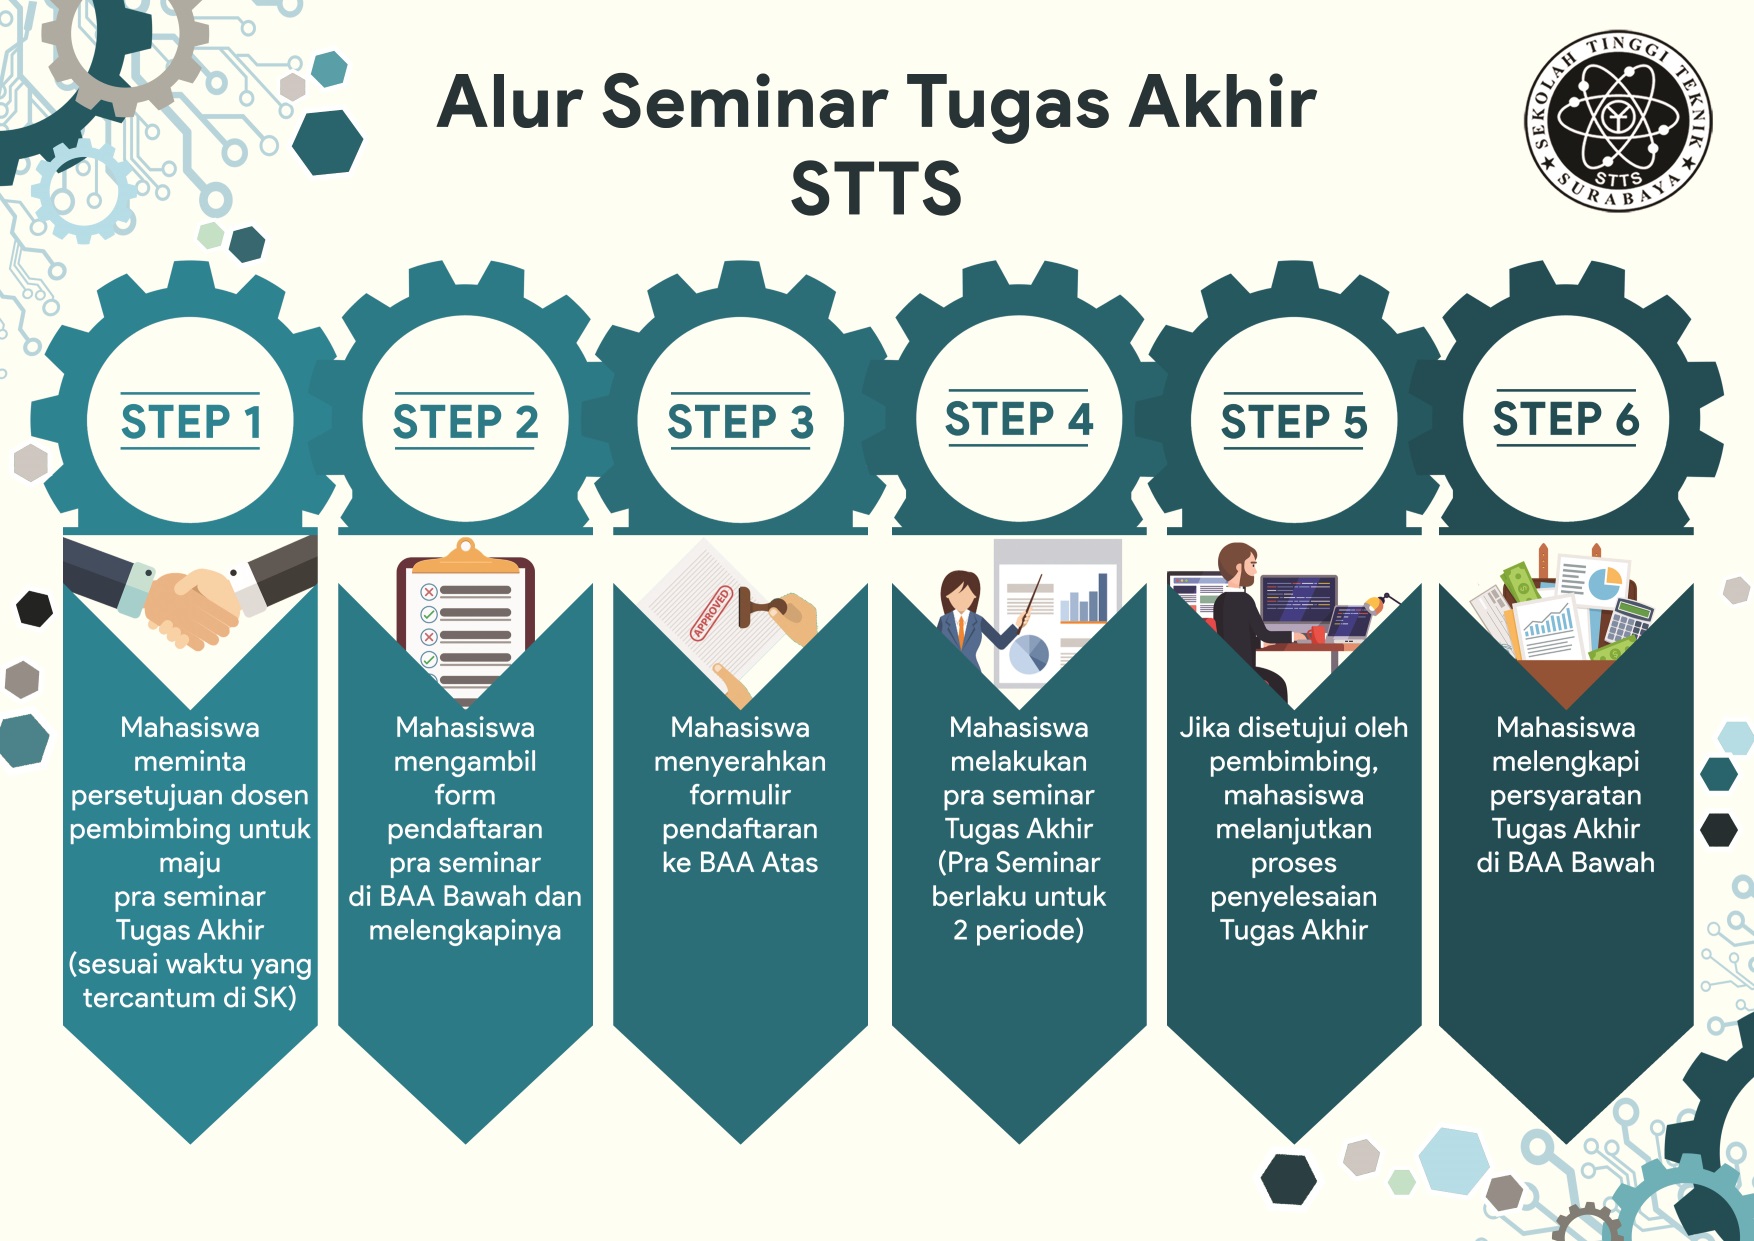 Alur Seminar Tugas Akhir
STTS
SEKOLAH TINGGI TEKNIK
SURABAYA
STTS
STEP 1
Mahasiswa
meminta
persetujuan dosen
pembimbing untuk
maju
pra seminar
Tugas Akhir
(sesuai waktu yang
tercantum di SK)
STEP 2
Mahasiswa
mengambil
form
pendaftaran
pra seminar
di BAA Bawah dan
melengkapinya
STEP 3
APPROVED
Mahasiswa
menyerahkan
formulir
pendaftaran
ke BAA Atas
STEP 4
Mahasiswa
melakukan
pra seminar
Tugas Akhir
(Pra Seminar
berlaku untuk
2 periode)
STEP 5
Jika disetujui oleh
pembimbing,
mahasiswa
melanjutkan
proses
penyelesaian
Tugas Akhir
STEP 6
Mahasiswa
melengkapi
persyaratan
Tugas Akhir
di BAA Bawah